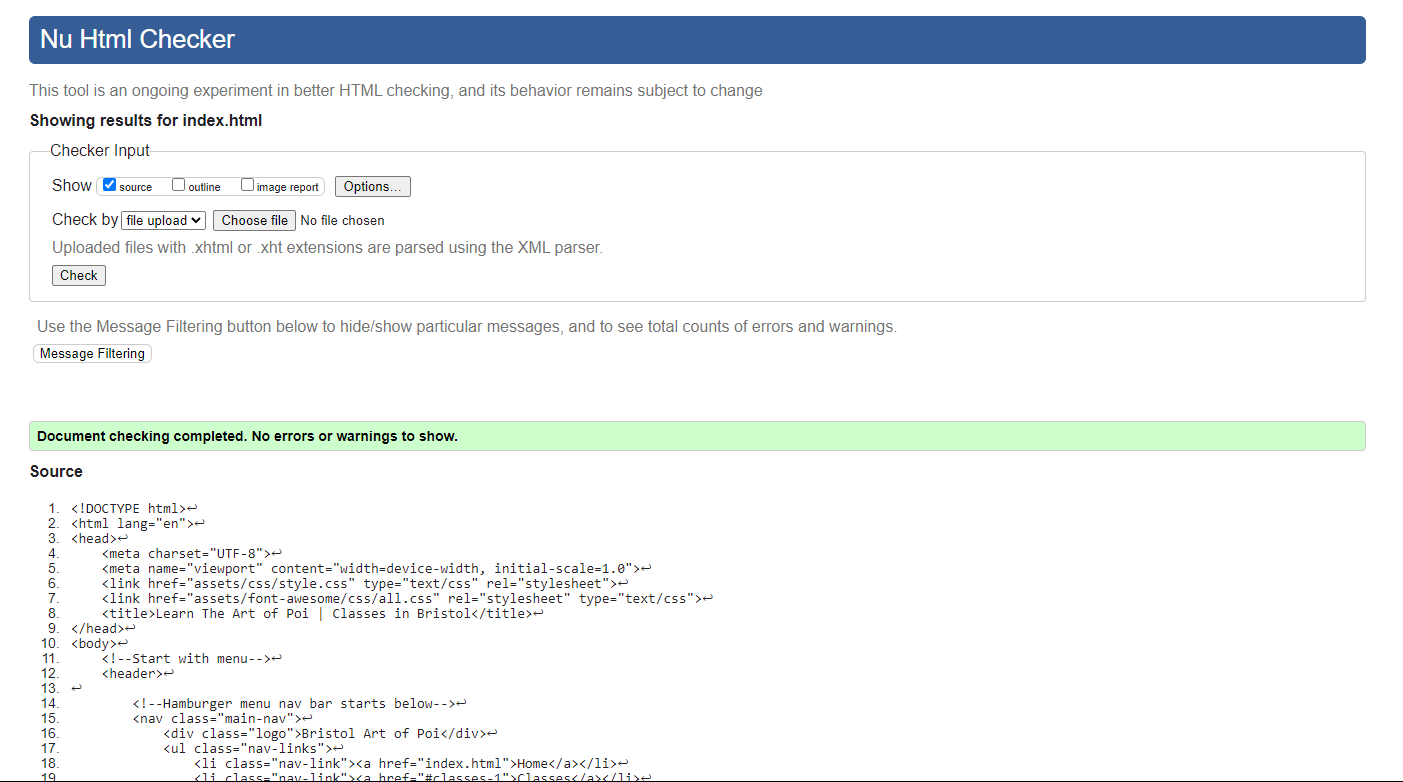 Nu Html Checker
This tool is an ongoing experiment in better HTML checking, and its behavior remains subject to change
Showing results for index.html
Checker Input
Show source outline image report Options...
Check by file upload Choose file No file chosen
Uploaded files with .xhtml or .xht extensions are parsed using the XML parser.
Check
Use the Message Filtering button below to hide/show particular messages, and to see total counts of errors and warnings.
Message Filtering
Document checking completed. No errors or warnings to show.
Source
1. <!DOCTYPE html>↩
2. <html lang="en">↩
3. <head>↩
4.     <meta charset="UTF-8">↩
5.     <meta name="viewport" content="width=device-width, initial-scale=1.0">↩
6.     <link href="assets/css/style.css" type="text/css" rel="stylesheet">↩
7.     <link href="assets/font-awesome/css/all.css" rel="stylesheet" type="text/css">↩
8.     <title>Learn The Art of Poi | Classes in Bristol</title>↩
9. </head>↩
10. <body>↩
11.     <!--Start with menu-->↩
12.     <header>↩
13. ↩
14.         <!--Hamburger menu nav bar starts below-->↩
15.         <nav class="main-nav">↩
16.             <div class="logo">Bristol Art of Poi</div>↩
17.             <ul class="nav-links">↩
18.                 <li class="nav-link"><a href="index.html">Home</a></li>↩
19.                 <li class="nav-link"><a href="#classes-1">Classes</a></li>↩